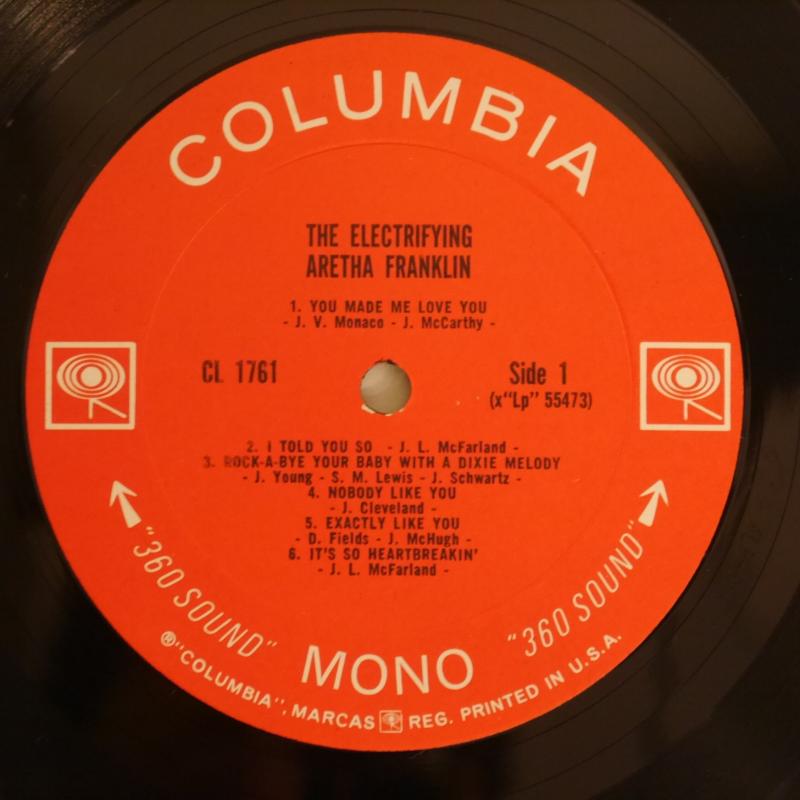 COLUMBIA
THE ELECTRIFYING
ARETHA FRANKLIN
1. YOU MADE ME LOVE YOU
- J. V. Monaco - J. McCarthy -
CL 1761
Side 1
(x"Lp" 55473)
2. I TOLD YOU SO - J. L. McFarland -
3. ROCK-A-BYE YOUR BABY WITH A DIXIE MELODY
- J. Young - S. M. Lewis - J. Schwartz -
4. NOBODY LIKE YOU
- J. Cleveland -
5. EXACTLY LIKE YOU
- D. Fields - J. McHugh -
6. IT'S SO HEARTBREAKIN'
- J. L. McFarland -
"360 SOUND" MONO "360 SOUND"
®"COLUMBIA", MARCAS REG. PRINTED IN U.S.A.